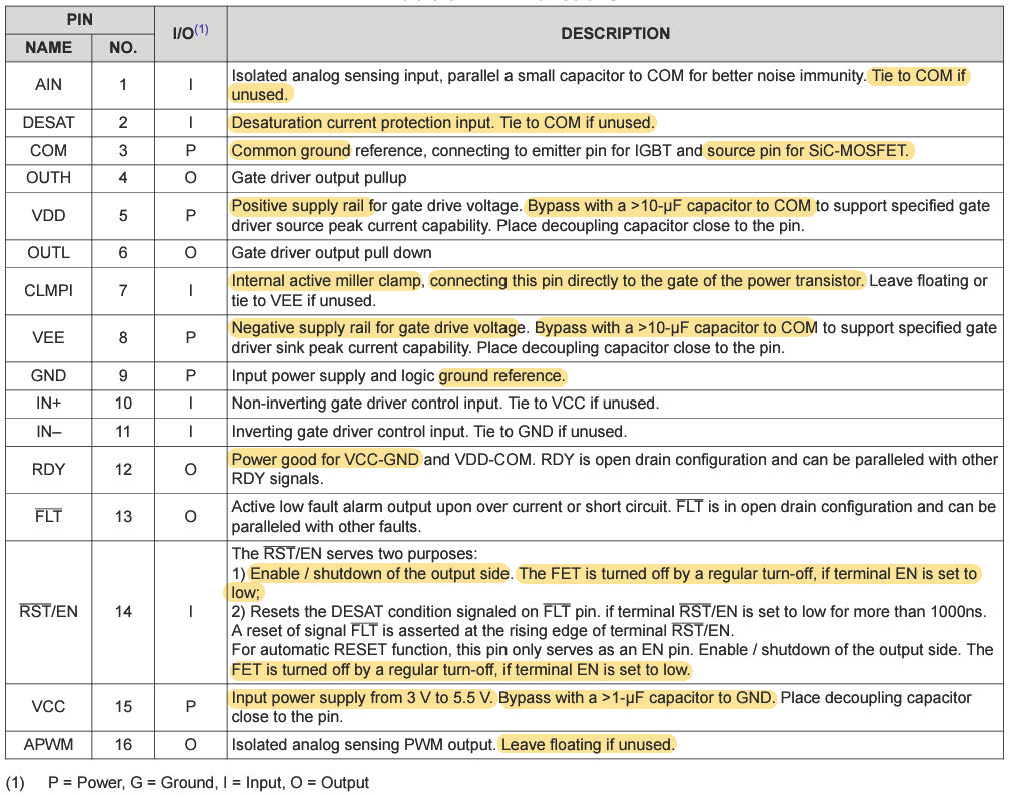 PIN
I/O(1)
DESCRIPTION
NAME
NO.
AIN
1
I
Isolated analog sensing input, parallel a small capacitor to COM for better noise immunity. Tie to COM if
unused.
DESAT
2
I
Desaturation current protection input. Tie to COM if unused.
COM
3
P
Common ground reference, connecting to emitter pin for IGBT and source pin for SiC-MOSFET.
OUTH
4
O
Gate driver output pullup
VDD
5
P
Positive supply rail for gate drive voltage. Bypass with a >10-μF capacitor to COM to support specified gate
driver source peak current capability. Place decoupling capacitor close to the pin.
OUTL
6
O
Gate driver output pull down
CLMPI
7
I
Internal active miller clamp, connecting this pin directly to the gate of the power transistor. Leave floating or
tie to VEE if unused.
VEE
8
P
Negative supply rail for gate drive voltage. Bypass with a >10-μF capacitor to COM to support specified gate
driver sink peak current capability. Place decoupling capacitor close to the pin.
GND
9
P
Input power supply and logic ground reference.
IN+
10
I
Non-inverting gate driver control input. Tie to VCC if unused.
IN–
11
I
Inverting gate driver control input. Tie to GND if unused.
RDY
12
O
Power good for VCC-GND and VDD-COM. RDY is open drain configuration and can be paralleled with other
RDY signals.
FLT
13
O
Active low fault alarm output upon over current or short circuit. FLT is in open drain configuration and can be
paralleled with other faults.
RST/EN
14
I
The RST/EN serves two purposes:
1) Enable / shutdown of the output side. The FET is turned off by a regular turn-off, if terminal EN is set to
low;
2) Resets the DESAT condition signaled on FLT pin. if terminal RST/EN is set to low for more than 1000ns.
A reset of signal FLT is asserted at the rising edge of terminal RST/EN.
For automatic RESET function, this pin only serves as an EN pin. Enable / shutdown of the output side. The
FET is turned off by a regular turn-off, if terminal EN is set to low.
VCC
15
P
Input power supply from 3 V to 5.5 V. Bypass with a >1-μF capacitor to GND. Place decoupling capacitor
close to the pin.
APWM
16
O
Isolated analog sensing PWM output. Leave floating if unused.
(1) P = Power, G = Ground, I = Input, O = Output